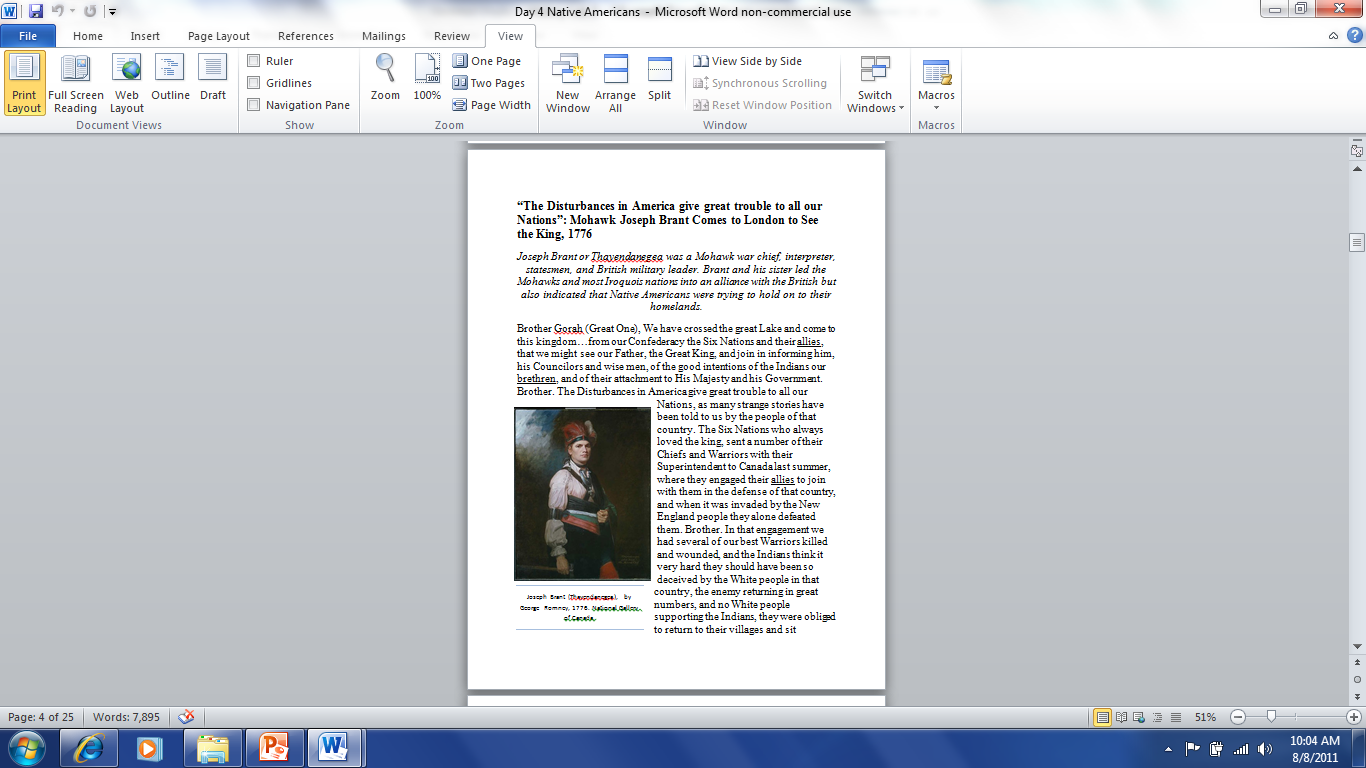 Day 4 Native Americans - Microsoft Word non-commercial use
File Home Insert Page Layout References Mailings Review View
Print Layout
Full Screen Reading
Web Layout
Outline
Draft
Document Views
Ruler
Gridlines
Navigation Pane
Show
Zoom
100%
One Page
Two Pages
Page Width
Zoom
New Window
Arrange All
Split
View Side by Side
Synchronous Scrolling
Reset Window Position
Window
Switch Windows
Macros
Macros
“The Disturbances in America give great trouble to all our
Nations”: Mohawk Joseph Brant Comes to London to See
the King, 1776
Joseph Brant or Thayendanegea was a Mohawk war chief, interpreter,
statesmen, and British military leader. Brant and his sister led the
Mohawks and most Iroquois nations into an alliance with the British but
also indicated that Native Americans were trying to hold on to their
homelands.
Brother Gorah (Great One), We have crossed the great Lake and come to
this kingdom…from our Confederacy the Six Nations and their allies,
that we might see our Father, the Great King, and join in informing him,
his Councilors and wise men, of the good intentions of the Indians our
brethren, and of their attachment to His Majesty and his Government.
Brother. The Disturbances in America give great trouble to all our
Nations, as many strange stories have
been told to us by the people of that
country. The Six Nations who always
loved the king, sent a number of their
Chiefs and Warriors with their
Superintendent to Canada last summer,
where they engaged their allies to join
with them in the defense of that country,
and when it was invaded by the New
England people they alone defeated
them. Brother. In that engagement we
had several of our best Warriors killed
and wounded, and the Indians think it
very hard they should have been so
deceived by the White people in that
country, the enemy returning in great
numbers, and no White people
supporting the Indians, they were obliged
to return to their villages and sit
Joseph Brant (Thayendanegea), by
George Romney, 1776. National Gallery
of Canada.
Page: 4 of 25 Words: 7,895
51%
10:04 AM
8/8/2011